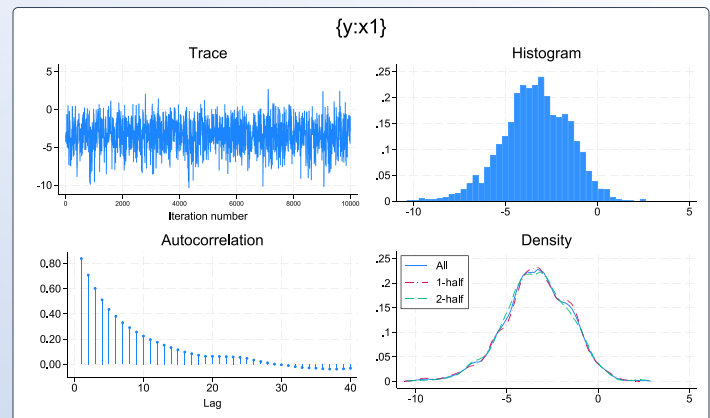 {y:x1}
Trace
5
0
-5
-10
0 2000 4000 6000 8000 10000
Iteration number
Histogram
.25
.2
.15
.1
.05
0
-10 -5 0 5
Autocorrelation
0.80
0.60
0.40
0.20
0.00
0 10 20 30 40
Lag
Density
.25
.2
.15
.1
.05
0
All
1-half
2-half
-10 -5 0 5